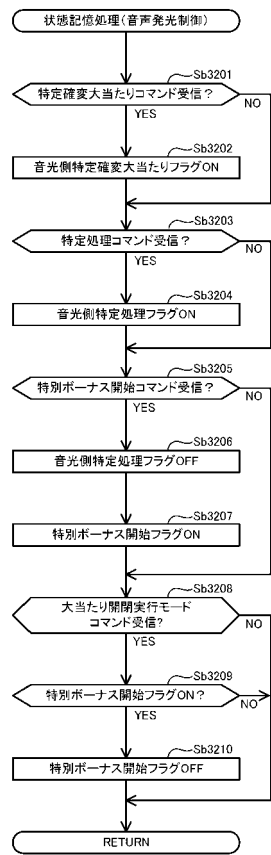 状態記憶処理(音声発光制御)
Sb3201
特定確変大当たりコマンド受信？
NO
YES
Sb3202
音光側特定確変大当たりフラグON
Sb3203
特定処理コマンド受信？
NO
YES
Sb3204
音光側特定処理フラグON
Sb3205
特別ボーナス開始コマンド受信？
NO
YES
Sb3206
音光側特定処理フラグOFF
Sb3207
特別ボーナス開始フラグON
Sb3208
大当たり開閉実行モード
コマンド受信?
NO
YES
Sb3209
特別ボーナス開始フラグON？
NO
YES
Sb3210
特別ボーナス開始フラグOFF
RETURN